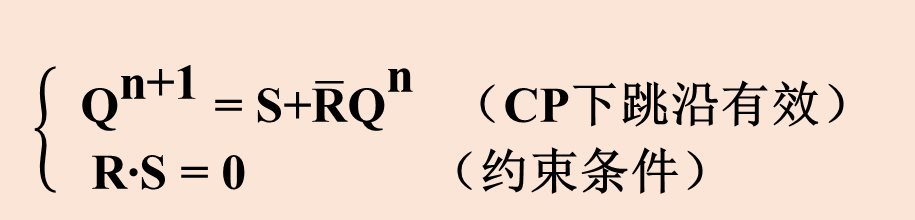 Qⁿ⁺¹ = S+R̅Qⁿ （CP下跳沿有效）
R·S = 0 （约束条件）